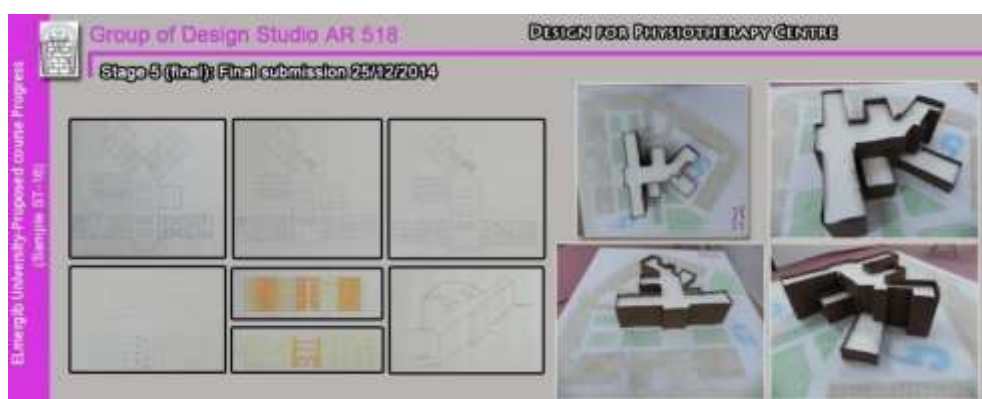 Group of Design Studio AR 518
DESIGN FOR PHYSIOTHERAPY CENTRE
Stage 5 (final): Final submission 25/12/2014
ELmergib University-Proposed course Progress
(Sample ST-16)